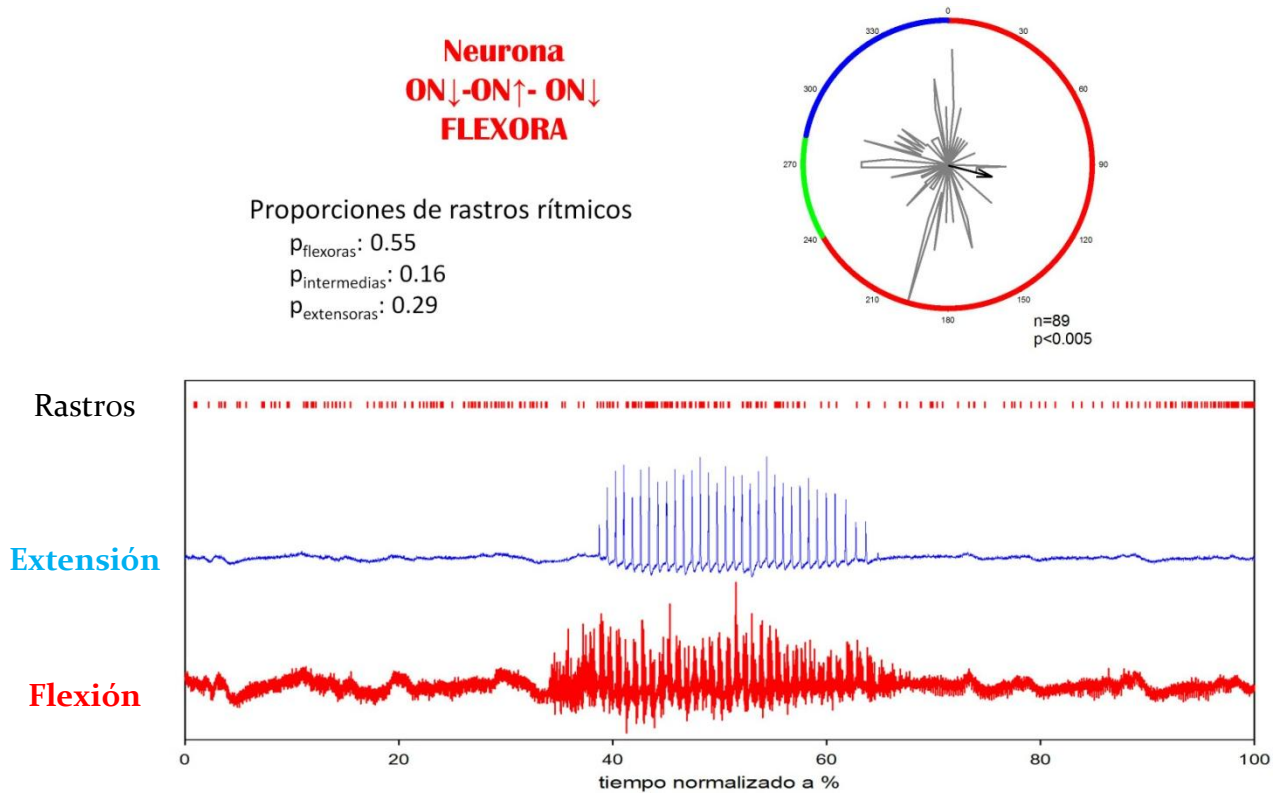 Neurona
ON↓-ON↑- ON↓
FLEXORA
Proporciones de rastros rítmicos
pflexoras: 0.55
pintermedias: 0.16
pextensoras: 0.29
0
30
60
90
120
150
180
210
240
270
300
330
n=89
p<0.005
Rastros
Extensión
Flexión
0 20 40 60 80 100
tiempo normalizado a %